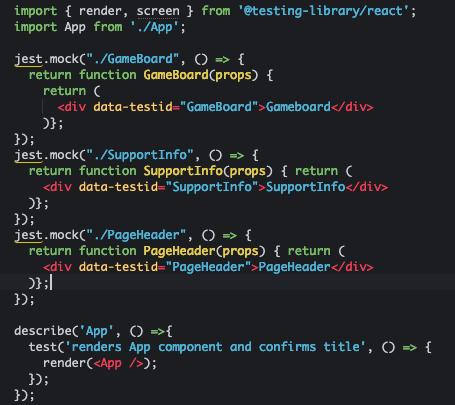 import { render, screen } from '@testing-library/react';
import App from './App';
jest.mock("./GameBoard", () => {
return function GameBoard(props) {
return (
<div data-testid="GameBoard">Gameboard</div>
)};
});
jest.mock("./SupportInfo", () => {
return function SupportInfo(props) { return (
<div data-testid="SupportInfo">SupportInfo</div>
)};
});
jest.mock("./PageHeader", () => {
return function PageHeader(props) { return (
<div data-testid="PageHeader">PageHeader</div>
)};
});
describe('App', () =>{
test('renders App component and confirms title', () => {
render(<App />);
});
});